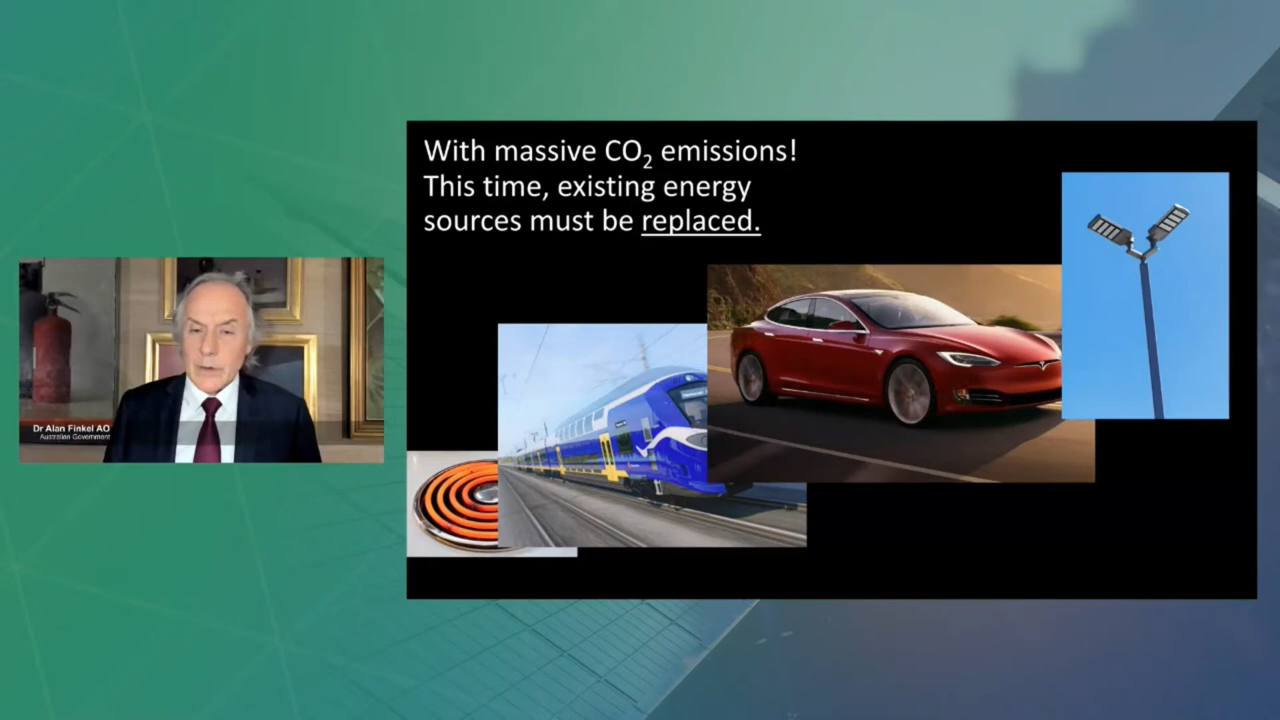 With massive CO₂ emissions!
This time, existing energy
sources must be replaced.
Dr Alan Finkel AO
Australian Government